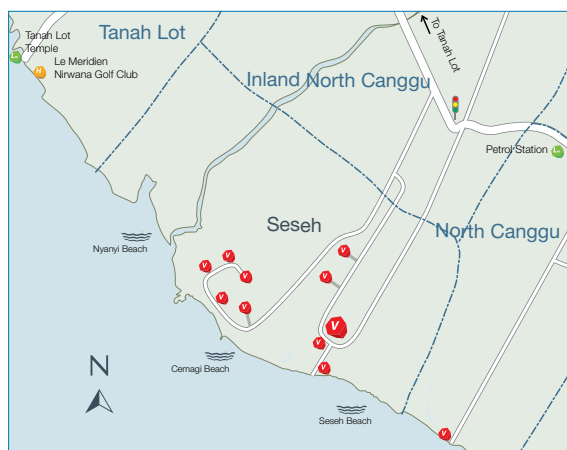 Tanah Lot
Temple
Le Meridien
Nirwana Golf Club
Tanah Lot
To Tanah Lot
Inland North Canggu
Petrol Station
Seseh
North Canggu
Nyanyi Beach
V
V
V
V
V
V
V
V
V
V
V
Cemagi Beach
Seseh Beach
N
H